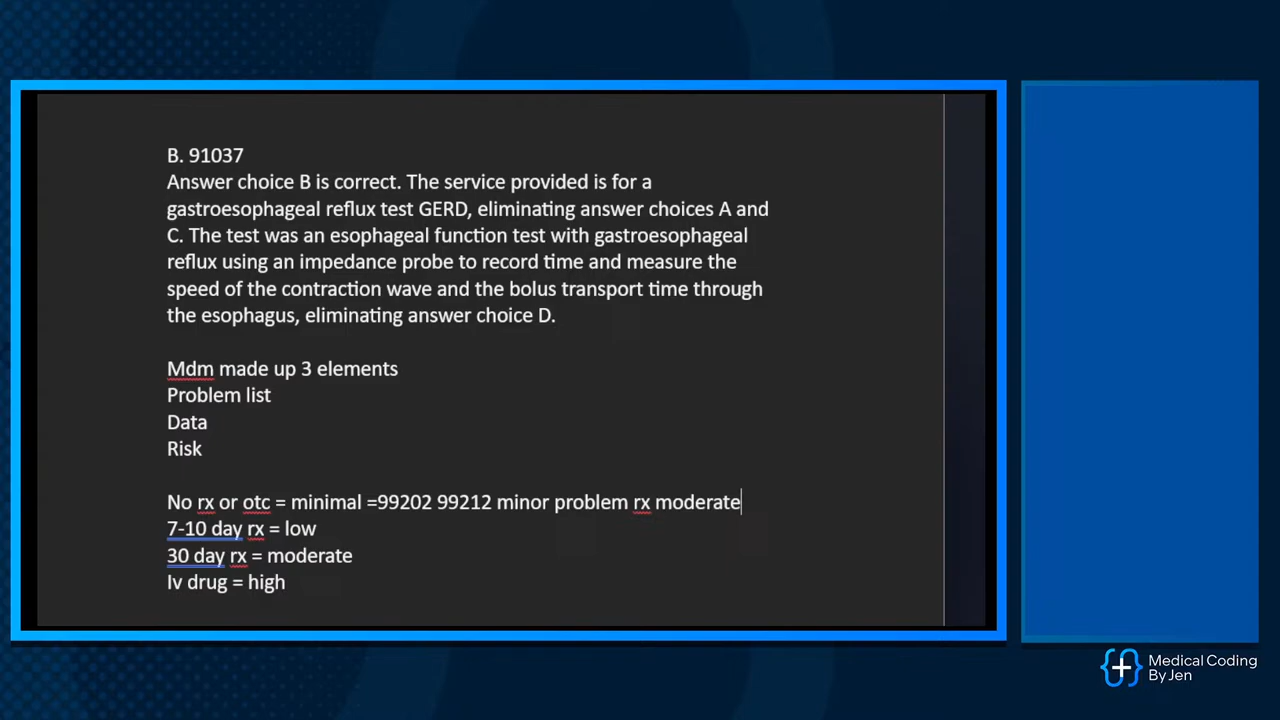 B. 91037
Answer choice B is correct. The service provided is for a
gastroesophageal reflux test GERD, eliminating answer choices A and
C. The test was an esophageal function test with gastroesophageal
reflux using an impedance probe to record time and measure the
speed of the contraction wave and the bolus transport time through
the esophagus, eliminating answer choice D.
Mdm made up 3 elements
Problem list
Data
Risk
No rx or otc = minimal =99202 99212 minor problem rx moderate
7-10 day rx = low
30 day rx = moderate
Iv drug = high
Medical Coding
By Jen